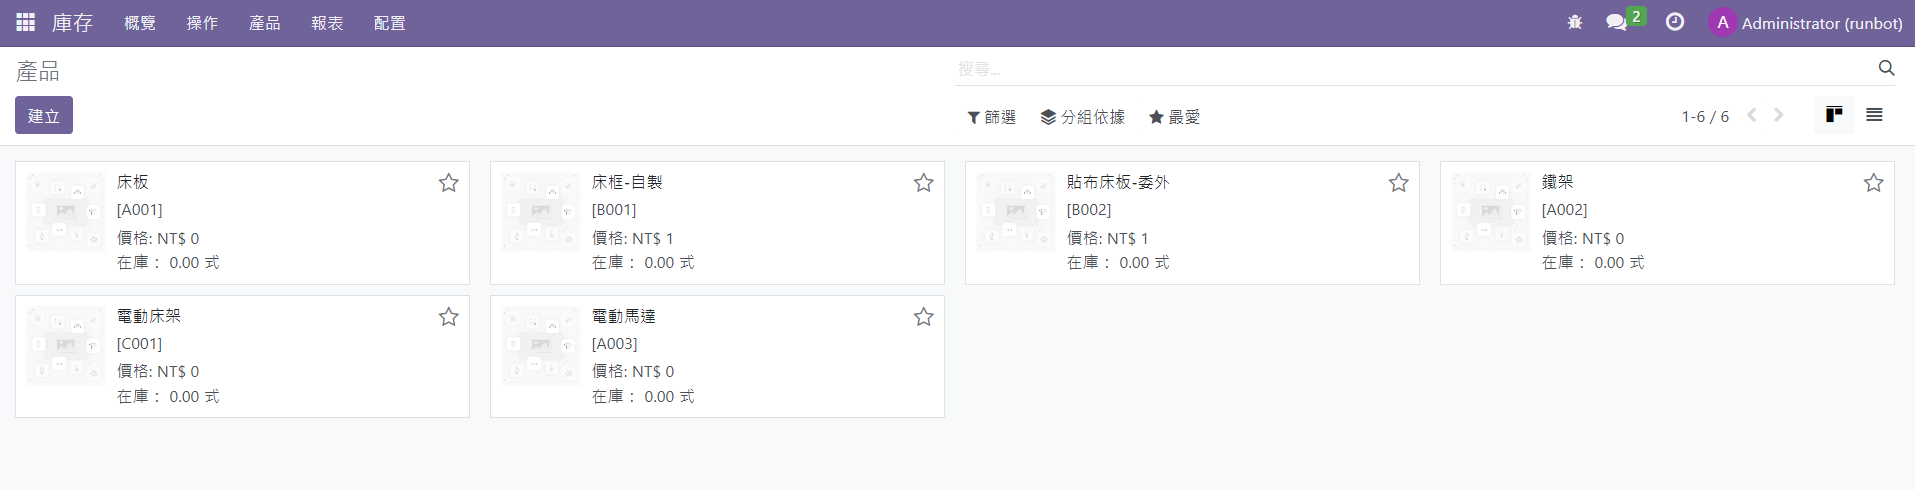 庫存 概覽 操作 產品 報表 配置 2 A Administrator (runbot)
產品 搜尋...
建立 篩選 分組依據 最愛 1-6 / 6
床板
[A001]
價格: NT$ 0
在庫： 0.00 式
床框-自製
[B001]
價格: NT$ 1
在庫： 0.00 式
貼布床板-委外
[B002]
價格: NT$ 1
在庫： 0.00 式
鐵架
[A002]
價格: NT$ 0
在庫： 0.00 式
電動床架
[C001]
價格: NT$ 0
在庫： 0.00 式
電動馬達
[A003]
價格: NT$ 0
在庫： 0.00 式